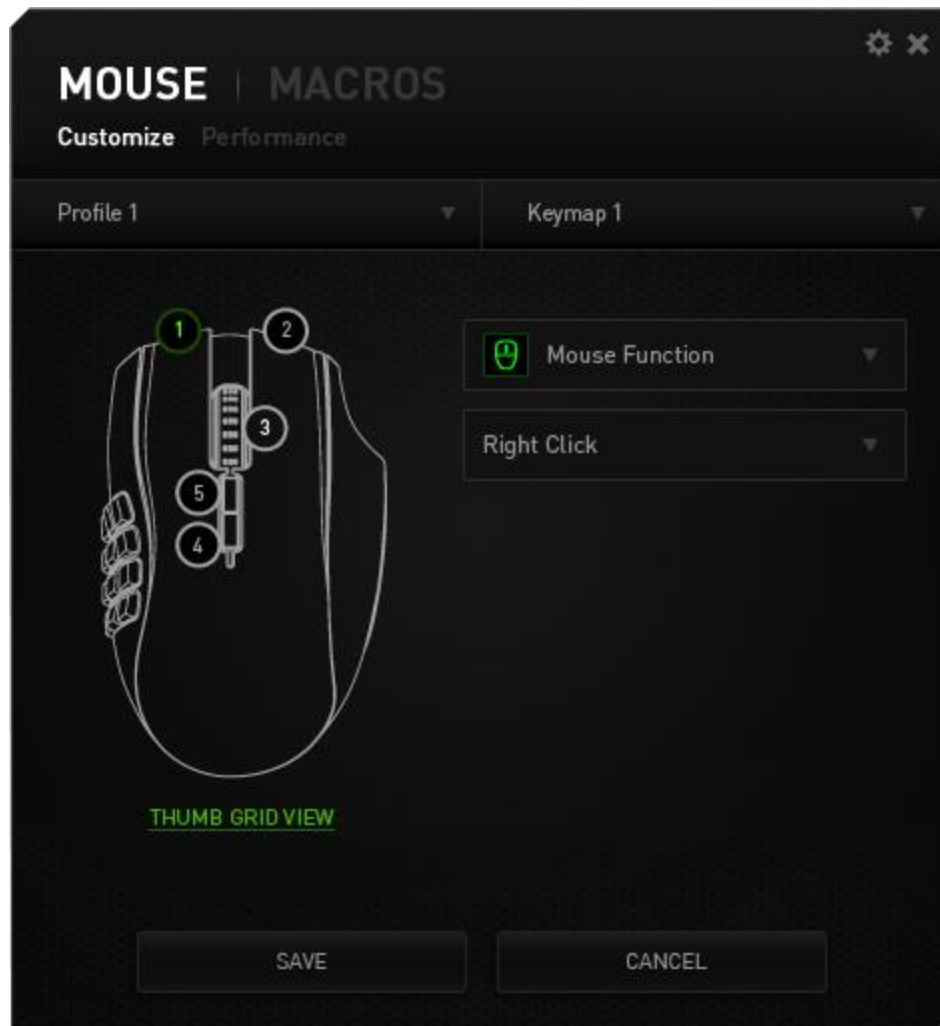 MOUSE | MACROS
Customize Performance
Profile 1 Keymap 1
1 2
Mouse Function
3
Right Click
5
4
THUMB GRID VIEW
SAVE CANCEL